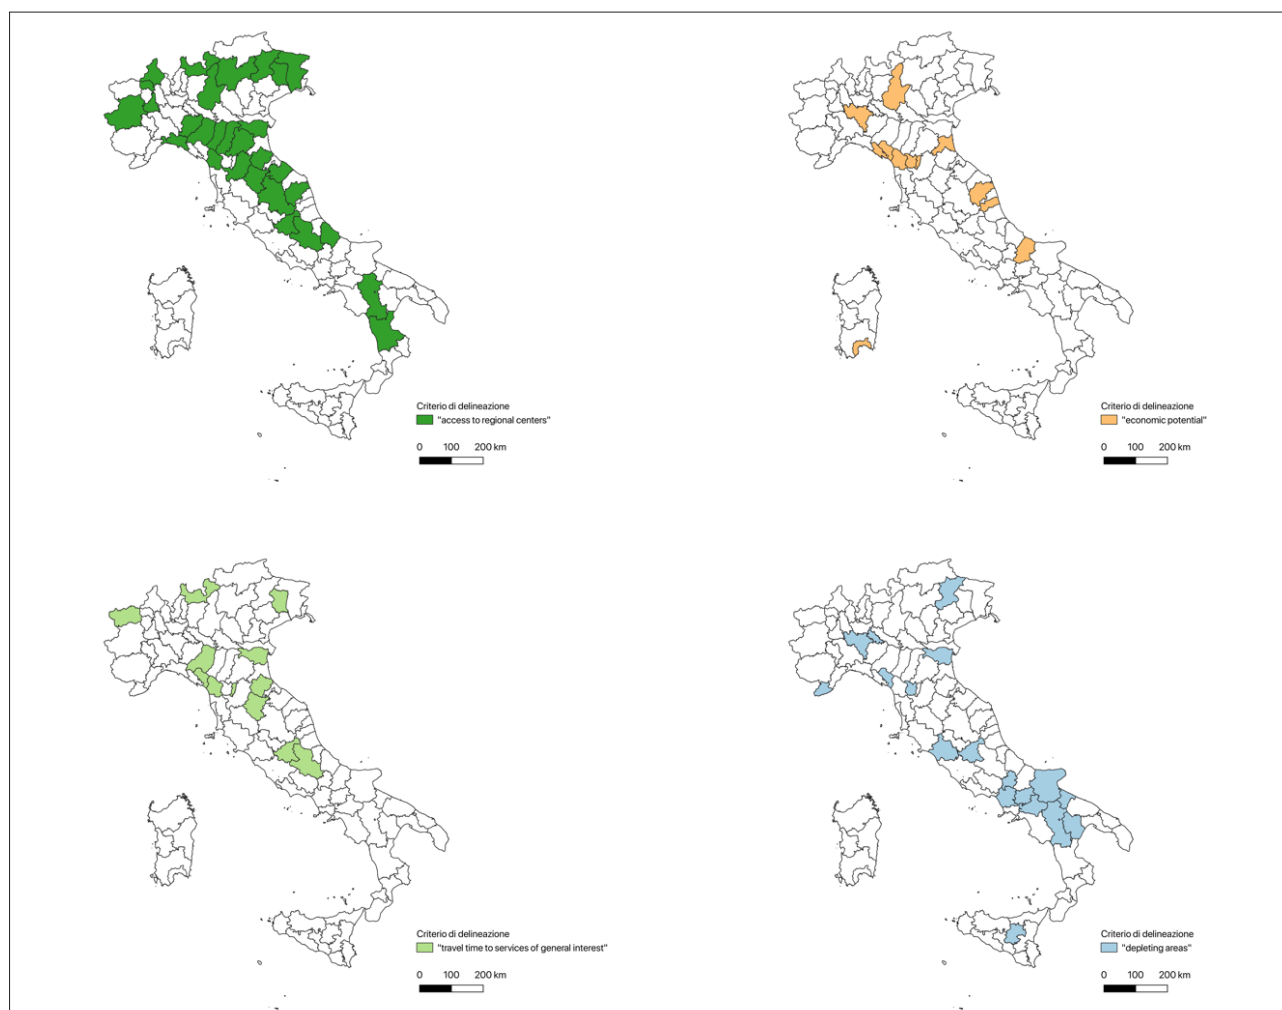 Criterio di delineazione
"access to regional centers"
0 100 200 km
Criterio di delineazione
"economic potential"
0 100 200 km
Criterio di delineazione
"travel time to services of general interest"
0 100 200 km
Criterio di delineazione
"depleting areas"
0 100 200 km